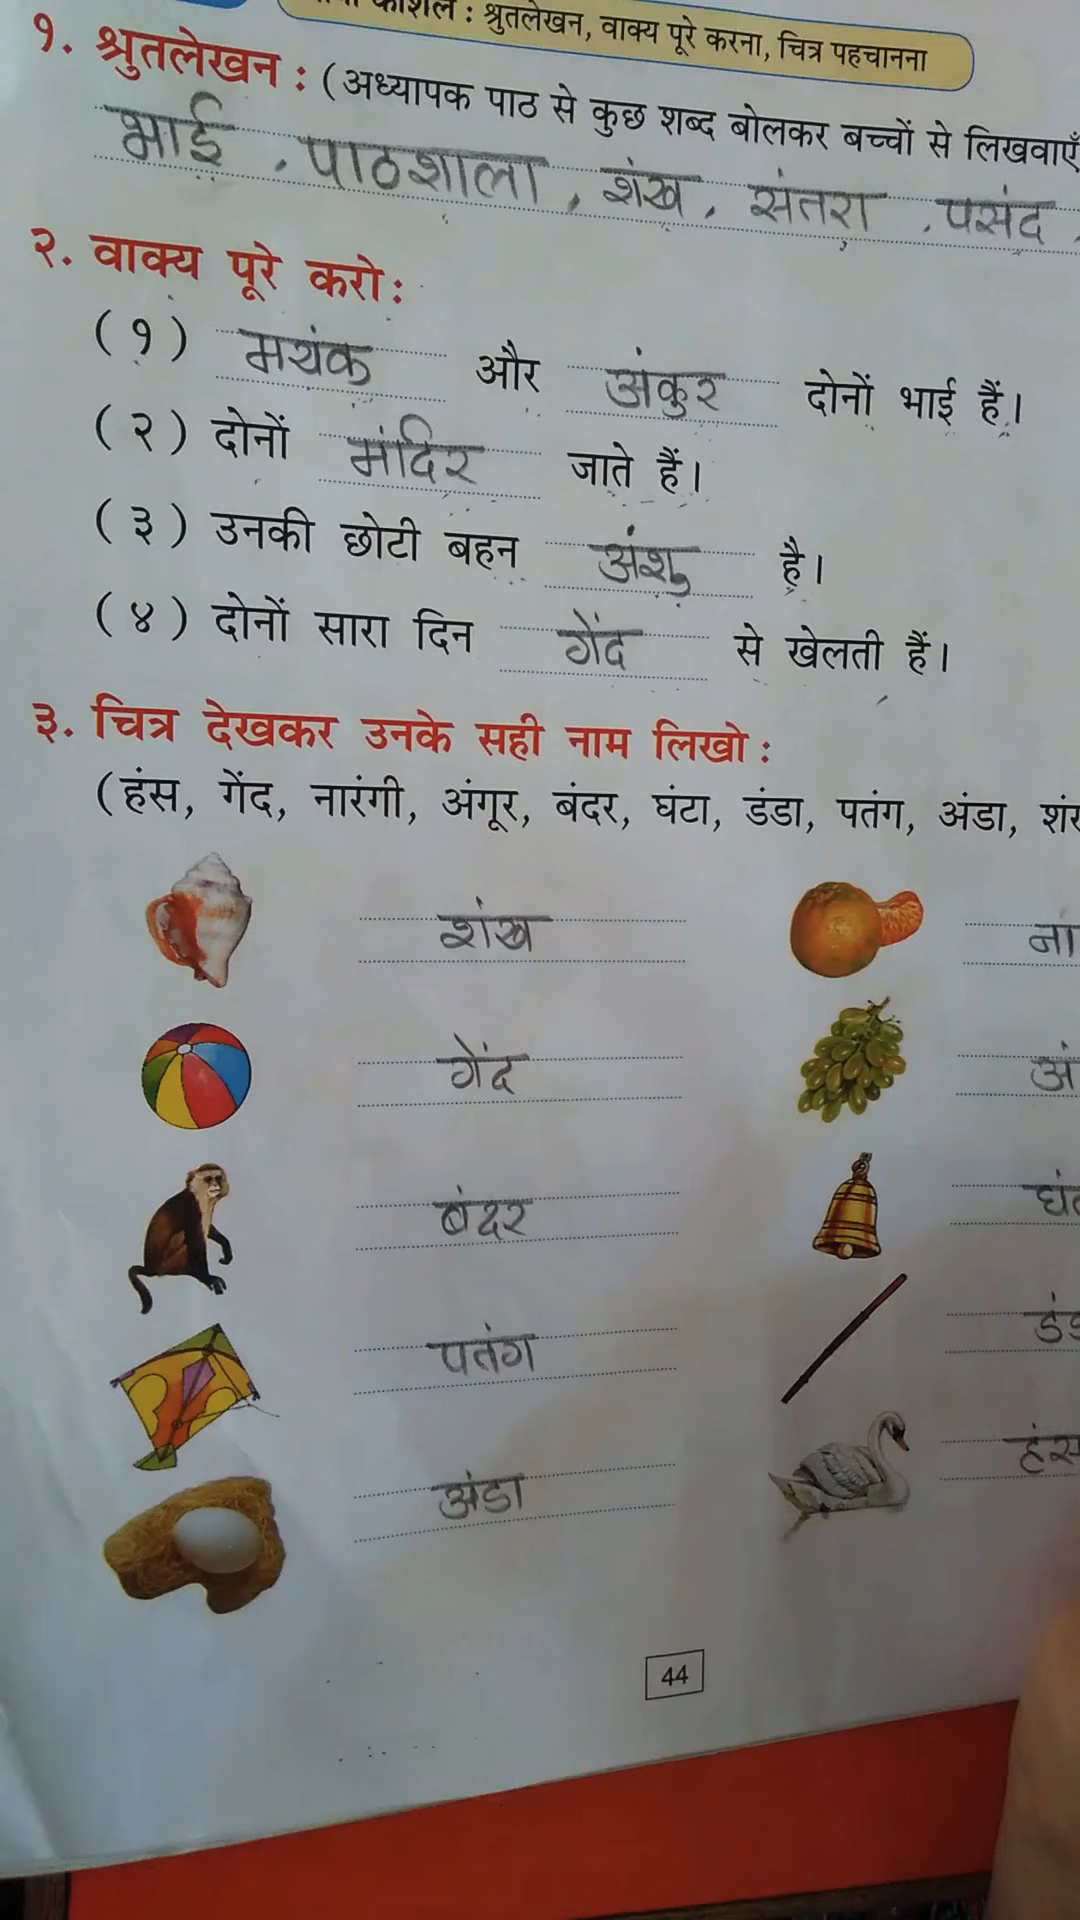 कौशल : श्रुतलेखन, वाक्य पूरे करना, चित्र पहचानना
१. श्रुतलेखन : (अध्यापक पाठ से कुछ शब्द बोलकर बच्चों से लिखवाएँ
भाई , पाठशाला , शंख , संतरा , पसंद ,
२. वाक्य पूरे करो :
(१) मयंक और अंकुर दोनों भाई हैं।
(२) दोनों मंदिर जाते हैं।
(३) उनकी छोटी बहन अंशु है।
(४) दोनों सारा दिन गेंद से खेलती हैं।
३. चित्र देखकर उनके सही नाम लिखो :
(हंस, गेंद, नारंगी, अंगूर, बंदर, घंटा, डंडा, पतंग, अंडा,
शंख
गेंद
बंदर
पतंग
अंडा हंस
44